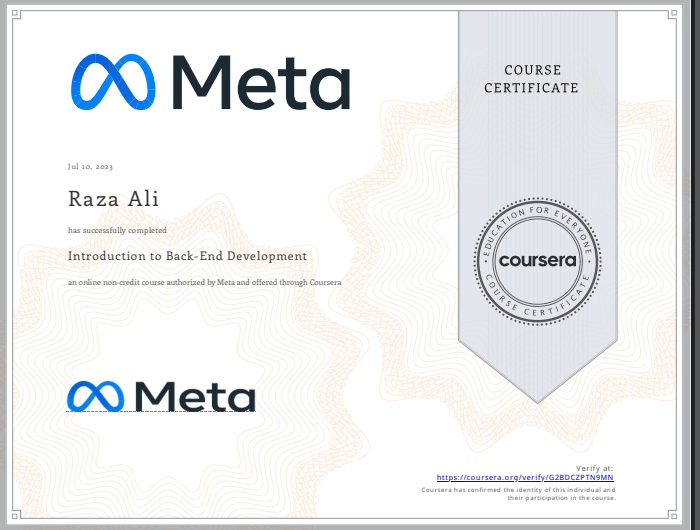 Meta
COURSE
CERTIFICATE
Jul 10, 2023
Raza Ali
has successfully completed
Introduction to Back-End Development
an online non-credit course authorized by Meta and offered through Coursera
EDUCATION FOR EVERYONE
coursera
COURSE CERTIFICATE
Meta
Verify at:
https://coursera.org/verify/G2BDCZPTN9MN
Coursera has confirmed the identity of this individual and
their participation in the course.